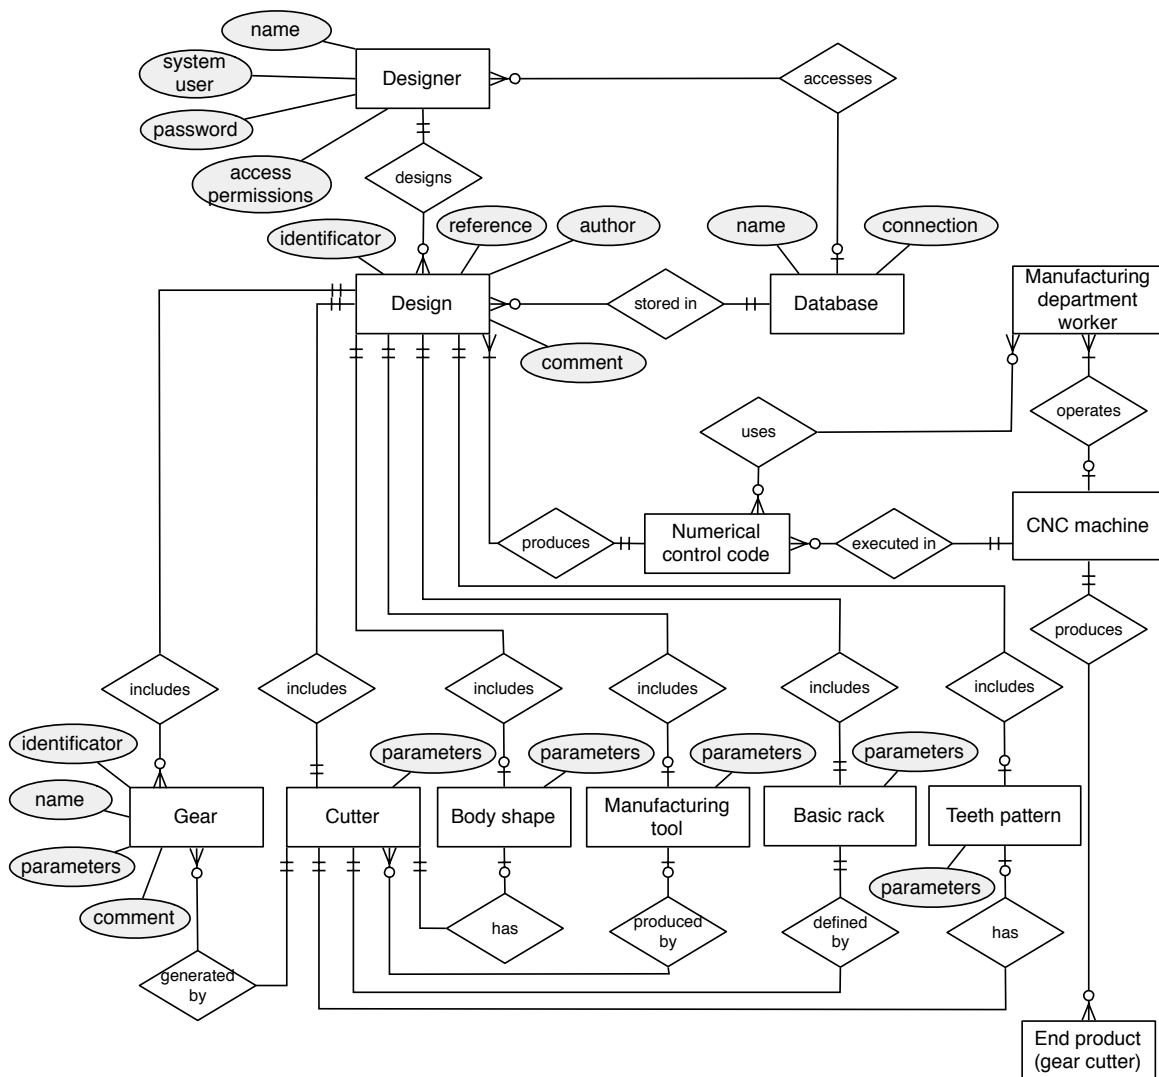 name
system
user
Designer
accesses
password
access
permissions
designs
identificator
reference
author
name
connection
Design
stored in
Database
Manufacturing
department
worker
comment
uses
operates
produces
Numerical
control code
executed in
CNC machine
produces
includes
includes
includes
includes
includes
includes
identificator
parameters
parameters
parameters
parameters
name
Gear
Cutter
Body shape
Manufacturing
tool
Basic rack
Teeth pattern
parameters
parameters
comment
has
produced
by
defined
by
has
generated
by
End product
(gear cutter)